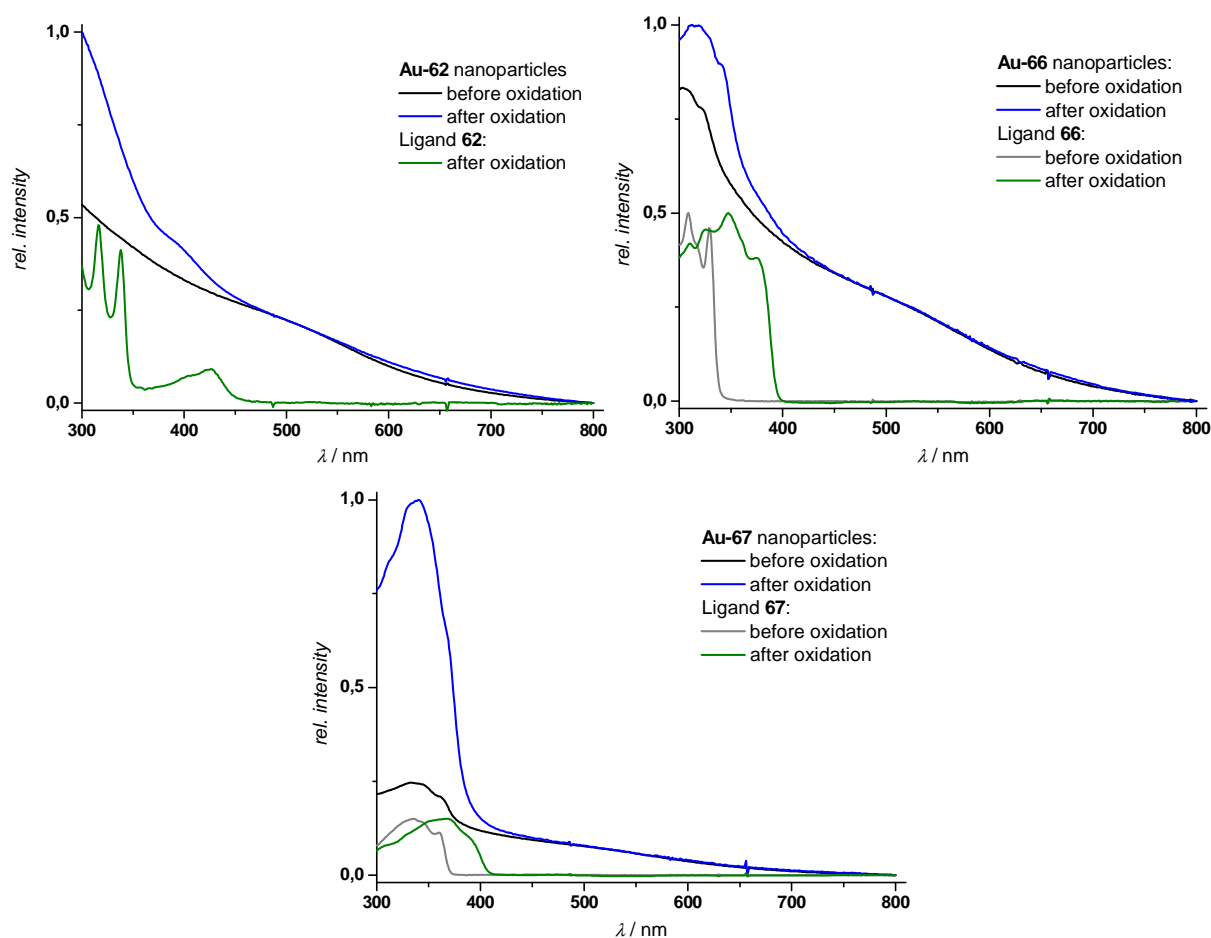 Au-62 nanoparticles
before oxidation
after oxidation
Ligand 62:
after oxidation
1,0
0,5
0,0
rel. intensity
300 400 500 600 700 800
λ / nm
Au-66 nanoparticles:
before oxidation
after oxidation
Ligand 66:
before oxidation
after oxidation
1,0
0,5
0,0
rel. intensity
300 400 500 600 700 800
λ / nm
Au-67 nanoparticles:
before oxidation
after oxidation
Ligand 67:
before oxidation
after oxidation
1,0
0,5
0,0
rel. intensity
300 400 500 600 700 800
λ / nm